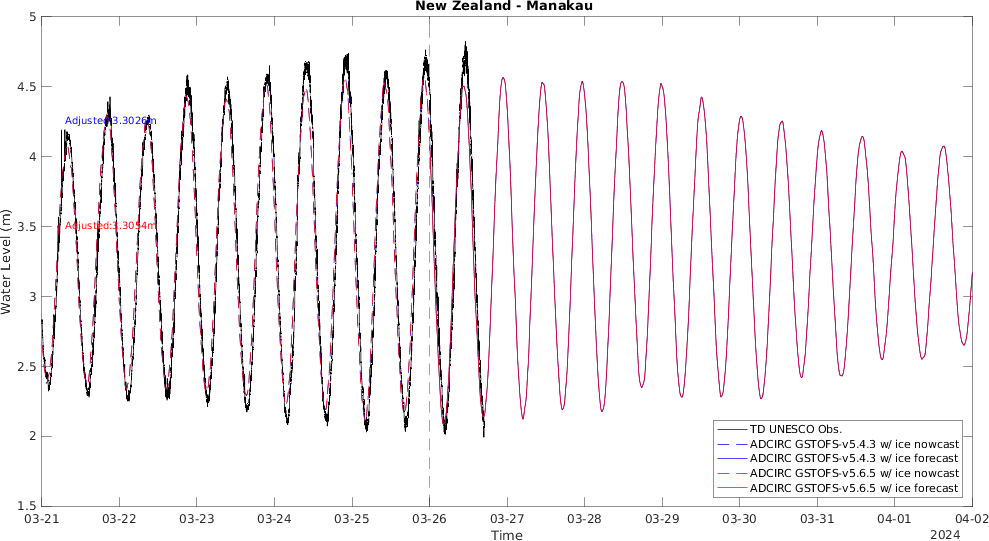 New Zealand - Manakau
5
4.5
4
3.5
3
2.5
2
1.5
Water Level (m)
Adjusted:3.3026m
Adjusted:3.3054m
TD UNESCO Obs.
ADCIRC GSTOFS-v5.4.3 w/ ice nowcast
ADCIRC GSTOFS-v5.4.3 w/ ice forecast
ADCIRC GSTOFS-v5.6.5 w/ ice nowcast
ADCIRC GSTOFS-v5.6.5 w/ ice forecast
03-21 03-22 03-23 03-24 03-25 03-26 03-27 03-28 03-29 03-30 03-31 04-01 04-02
Time
2024